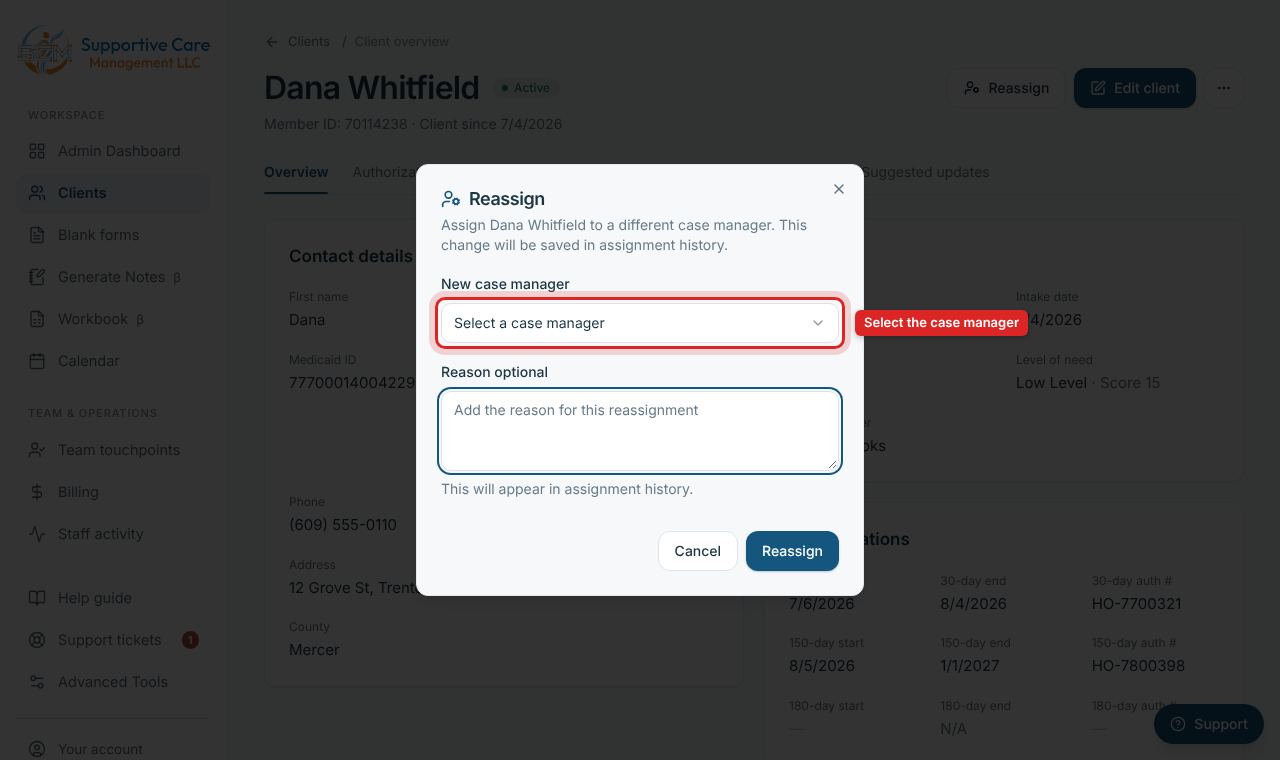 Supportive Care
Management LLC
WORKSPACE
Admin Dashboard
Clients
Blank forms
Generate Notes β
Workbook β
Calendar
TEAM & OPERATIONS
Team touchpoints
Billing
Staff activity
Help guide
Support tickets 1
Advanced Tools
Your account
Clients / Client overview
Dana Whitfield
Active
Reassign
Edit client
Member ID: 70114238 · Client since 7/4/2026
Overview
Suggested updates
Contact details
First name
Dana
Medicaid ID
77700014004229
Phone
(609) 555-0110
Address
12 Grove St,
County
Mercer
Intake date
Level of need
Low Level · Score 15
Reassign
Assign Dana Whitfield to a different case manager. This
change will be saved in assignment history.
New case manager
Select a case manager
Select the case manager
Reason optional
Add the reason for this reassignment
This will appear in assignment history.
Cancel
Reassign
30-day end
30-day auth #
7/6/2026
8/4/2026
HO-7700321
150-day start
150-day end
150-day auth #
8/5/2026
1/1/2027
HO-7800398
180-day start
180-day end
180-day auth
—
N/A
—
Support